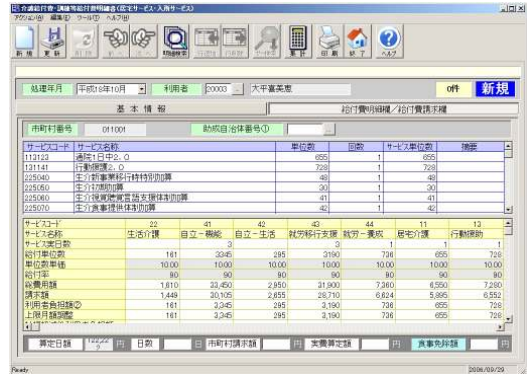 介護給付費・訓練等給付費明細書(居宅サービス・入所サービス)
アクション(A) 編集(E) ツール(T) ヘルプ(H)
新規 更新 印刷 終了 ヘルプ
処理年月 平成18年10月 利用者 20003 ... 大平喜美恵 0件 新規
基本情報 給付費明細欄/給付費請求欄
市町村番号 011001 助成自治体番号① ...
サービスコード サービス名称 単位数 回数 サービス単位数 摘要
113123 通院1日中2.0 655 1 655
131141 行動援護2.0 728 1 728
225040 生介新事業移行時特別加算 48 1 48
225050 生介初期加算 30 1 30
225060 生介視覚聴覚言語支援体制加算 41 1 41
225070 生介食事提供体制加算 42 1 42
サービスコード 22 41 42 43 44 11 13
サービス名称 生活介護 自立-機能 自立-生活 就労移行支援 就労-養成 居宅介護 行動援助
サービス実日数 3 3 1 1 1
給付単位数 161 3345 295 3190 736 655 728
単位数単価 10.00 10.00 10.00 10.00 10.00 10.00 10.00
給付率 90 90 90 90 90 90 90
総費用額 1,610 33,450 2,950 31,900 7,360 6,550 7,280
請求額 1,449 30,105 2,655 28,710 6,624 5,895 6,552
利用者負担額② 161 3,345 295 3,190 736 655 728
上限月額調整 161 3,345 295 3,190 736 655 728
算定日額 円 日数 日 市町村請求額 円 実費算定額 円 食事免除額 円
Ready 2006/09/29